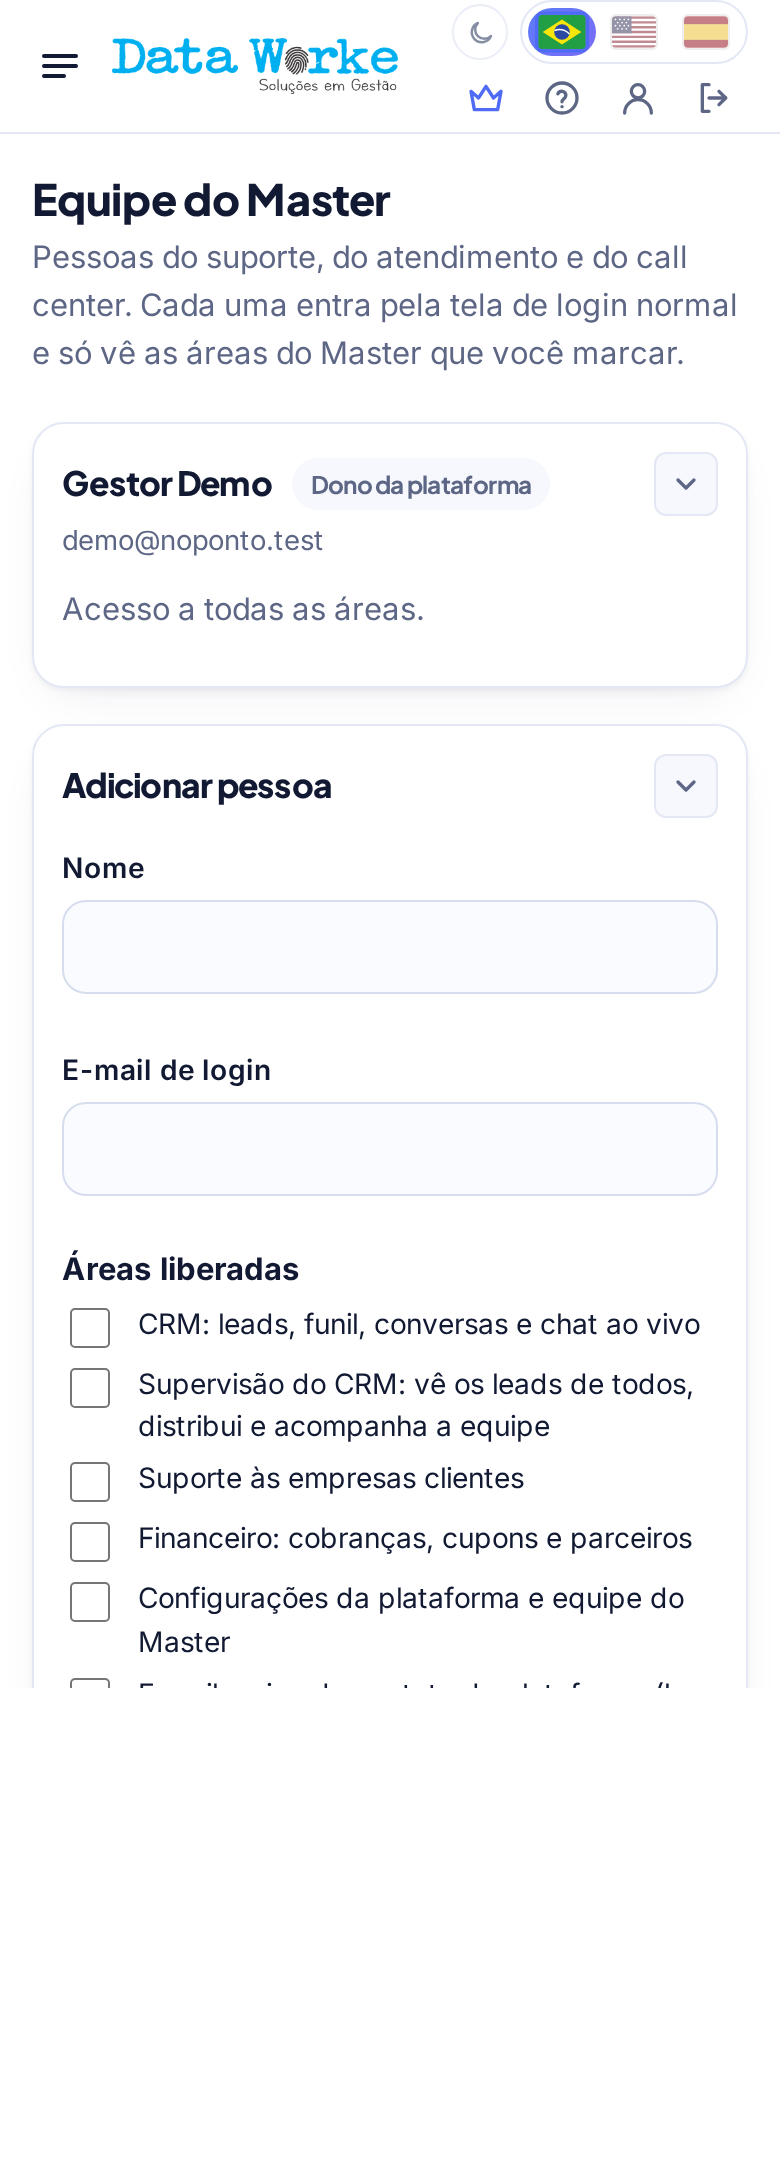 Data Worke
Soluções em Gestão
Equipe do Master
Pessoas do suporte, do atendimento e do call
center. Cada uma entra pela tela de login normal
e só vê as áreas do Master que você marcar.
Gestor Demo
Dono da plataforma
demo@noponto.test
Acesso a todas as áreas.
Adicionar pessoa
Nome
E-mail de login
Áreas liberadas
CRM: leads, funil, conversas e chat ao vivo
Supervisão do CRM: vê os leads de todos,
distribui e acompanha a equipe
Suporte às empresas clientes
Financeiro: cobranças, cupons e parceiros
Configurações da plataforma e equipe do
Master